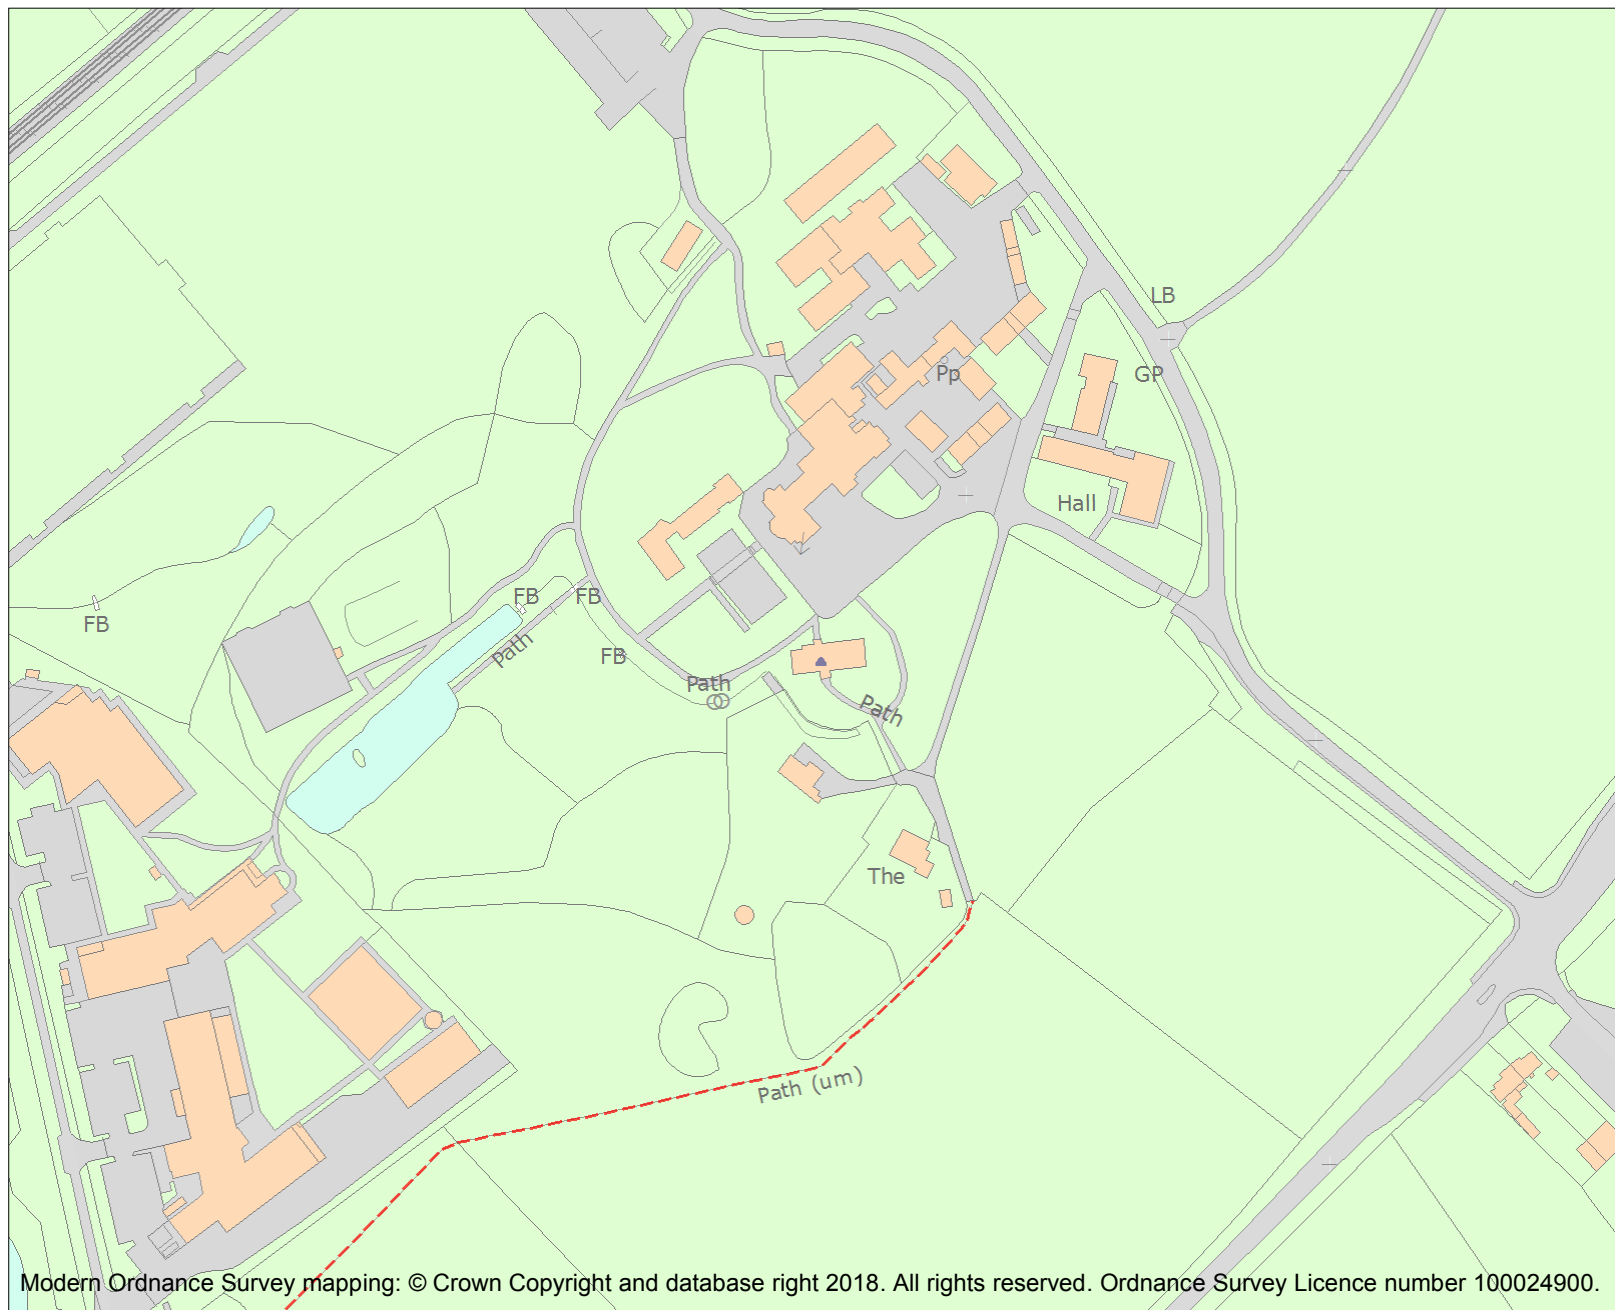 LB
Pp
GP
Hall
FB
FB
FB
Path
FB
Path
Path
The
Path (um)
Modern Ordnance Survey mapping: © Crown Copyright and database right 2018. All rights reserved. Ordnance Survey Licence number 100024900.